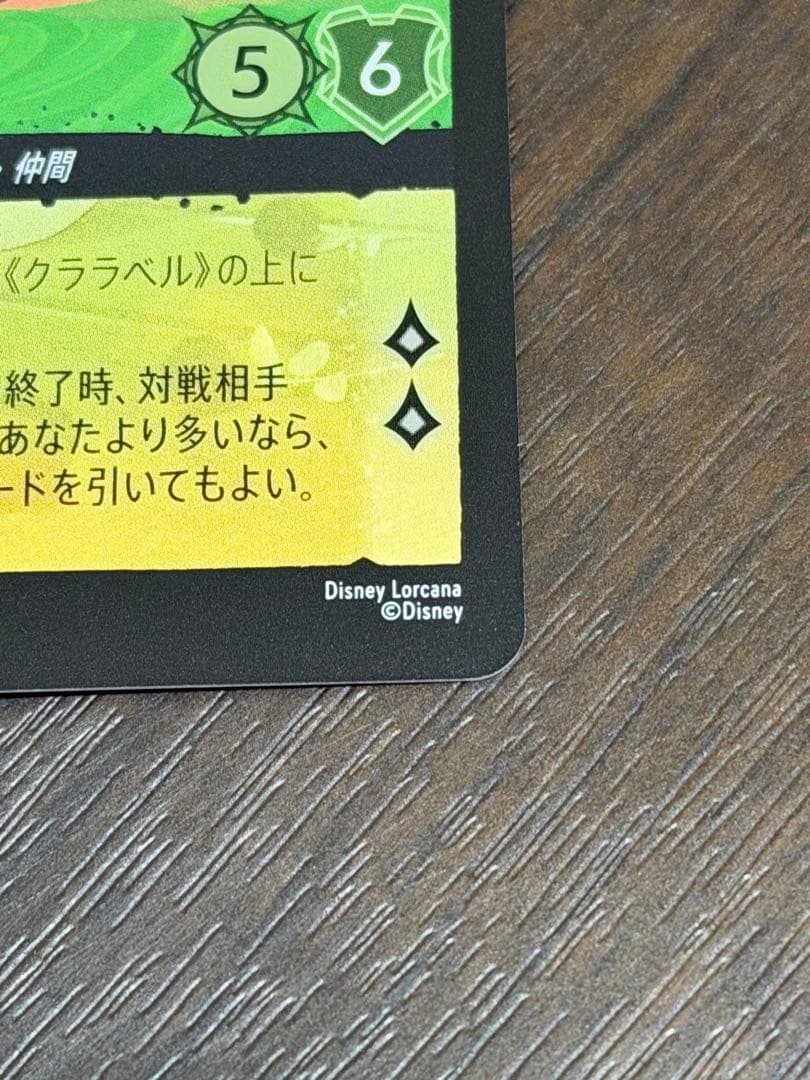 5
6
・仲間
《クララベル》の上に
終了時、対戦相手
あなたより多いなら、
ードを引いてもよい。
Disney Lorcana
©Disney